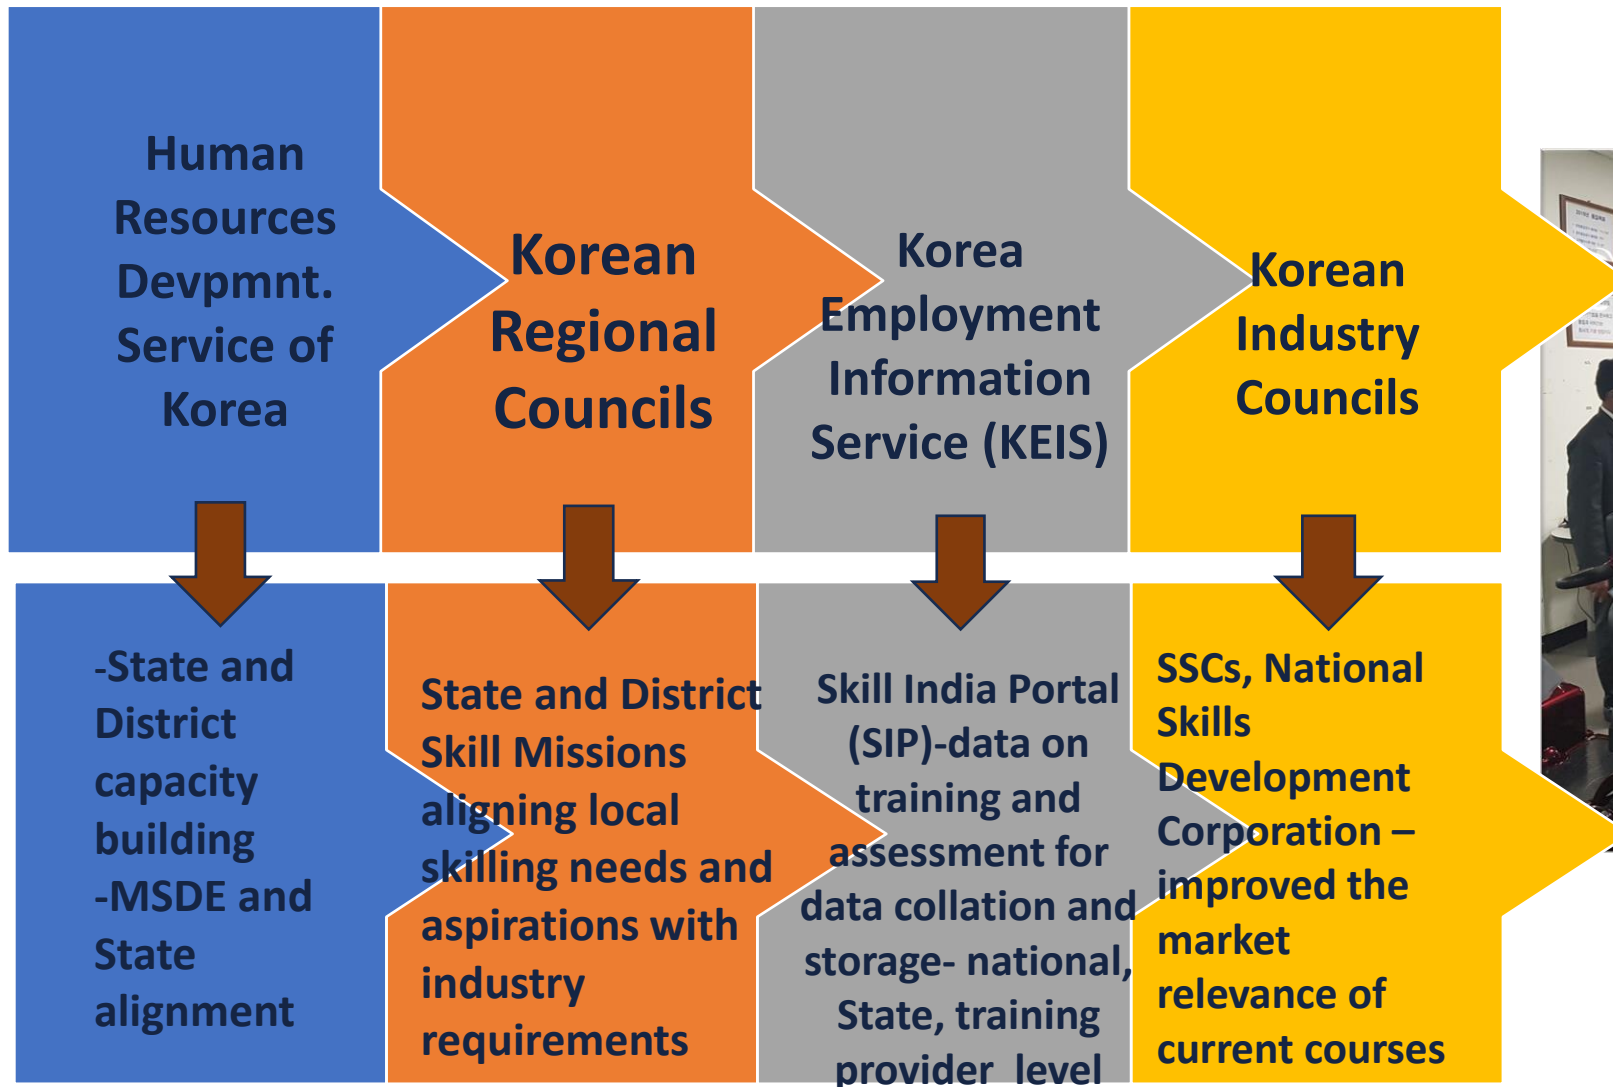 Human
Resources
Devpmnt.
Service of
Korea
Korean
Regional
Councils
Korea
Employment
Information
Service (KEIS)
Korean
Industry
Councils
-State and
District
capacity
building
-MSDE and
State
alignment
State and District
Skill Missions
aligning local
skilling needs and
aspirations with
industry
requirements
Skill India Portal
(SIP)-data on
training and
assessment for
data collation and
storage- national,
State, training
provider  level
SSCs, National
Skills
Development
Corporation –
improved the
market
relevance of
current courses